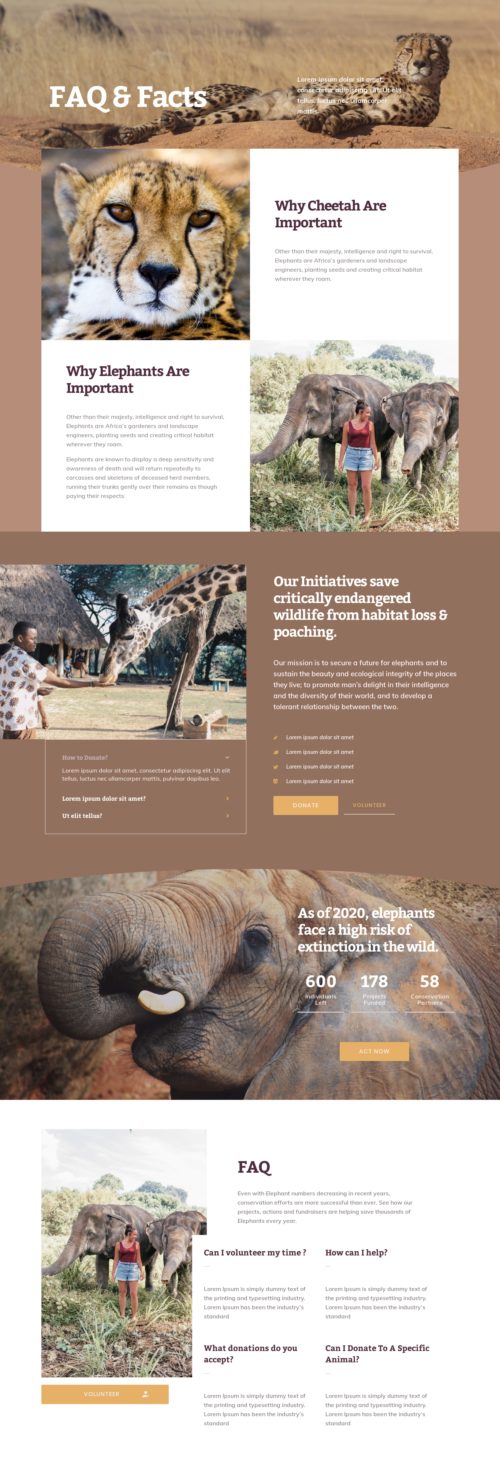 FAQ & Facts
Lorem ipsum dolor sit amet,
consectetur adipiscing elit. Ut elit
tellus, luctus nec ullamcorper
mattis.
Why Cheetah Are
Important
Other than their majesty, intelligence and right to survival,
Elephants are Africa's gardeners and landscape
engineers, planting seeds and creating critical habitat
wherever they roam.
Why Elephants Are
Important
Other than their majesty, intelligence and right to survival,
Elephants are Africa's gardeners and landscape
engineers, planting seeds and creating critical habitat
wherever they roam.
Elephants are known to display a deep sensitivity and
awareness of death and will return repeatedly to
carcasses and skeletons of deceased herd members,
running their trunks gently over their remains as though
paying their respects
Our Initiatives save
critically endangered
wildlife from habitat loss &
poaching.
Our mission is to secure a future for elephants and to
sustain the beauty and ecological integrity of the places
they live; to promote man's delight in their intelligence
and the diversity of their world, and to develop a
tolerant relationship between the two.
Lorem ipsum dolor sit amet
Lorem ipsum dolor sit amet
Lorem ipsum dolor sit amet
Lorem ipsum dolor sit amet
DONATE VOLUNTEER
How to Donate?
Lorem ipsum dolor sit amet, consectetur adipiscing elit. Ut elit
tellus, luctus nec ullamcorper mattis, pulvinar dapibus leo.
Lorem ipsum dolor sit amet?
Ut elit tellus?
As of 2020, elephants
face a high risk of
extinction in the wild.
600 178 58
Individuals Projects Conservation
Left Funded Partners
ACT NOW
FAQ
Even with Elephant numbers decreasing in recent years,
conservation efforts are more successful than ever. See how our
projects, actions and fundraisers are helping save thousands of
Elephants every year.
Can I volunteer my time ? How can I help?
Lorem Ipsum is simply dummy text of Lorem Ipsum is simply dummy text of
the printing and typesetting industry. the printing and typesetting industry.
Lorem Ipsum has been the industry's Lorem Ipsum has been the industry's
standard standard
What donations do you Can I Donate To A Specific
accept? Animal?
Lorem Ipsum is simply dummy text of Lorem Ipsum is simply dummy text of
the printing and typesetting industry. the printing and typesetting industry.
Lorem Ipsum has been the industry's Lorem Ipsum has been the industry's
standard standard
VOLUNTEER